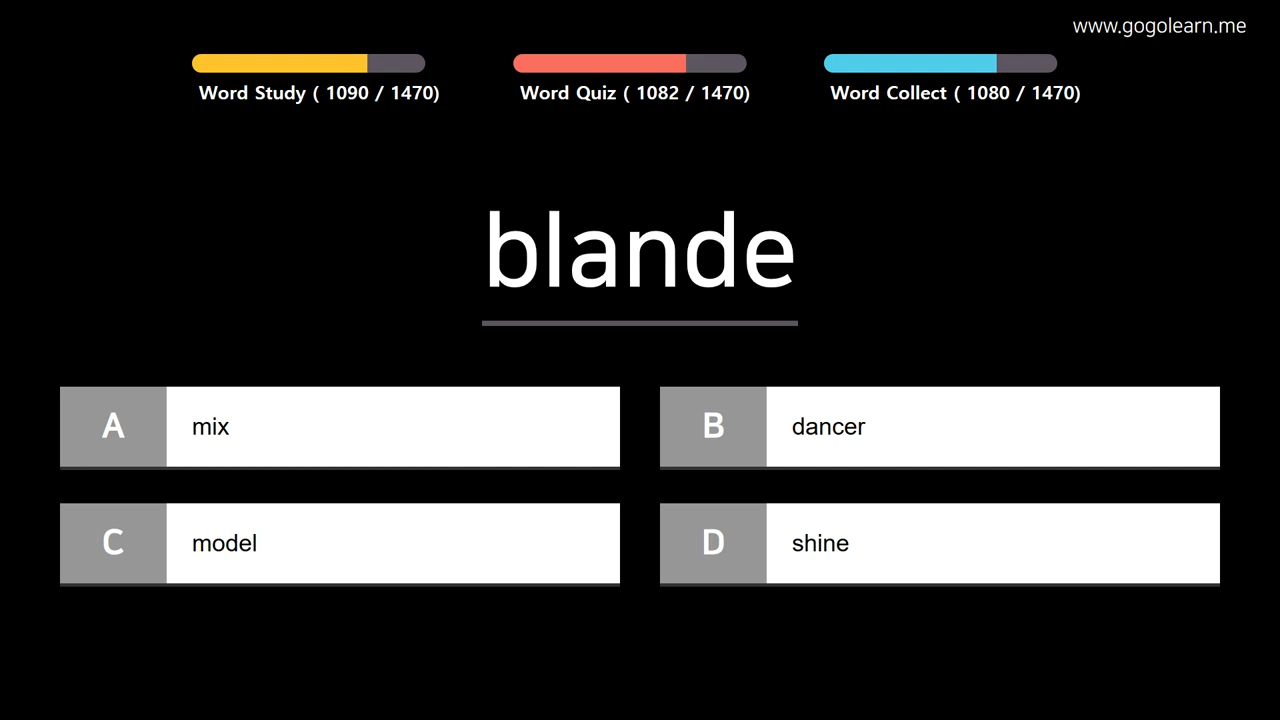 www.gogolearn.me
Word Study ( 1090 / 1470)
Word Quiz ( 1082 / 1470)
Word Collect ( 1080 / 1470)
blande
A mix
B dancer
C model
D shine